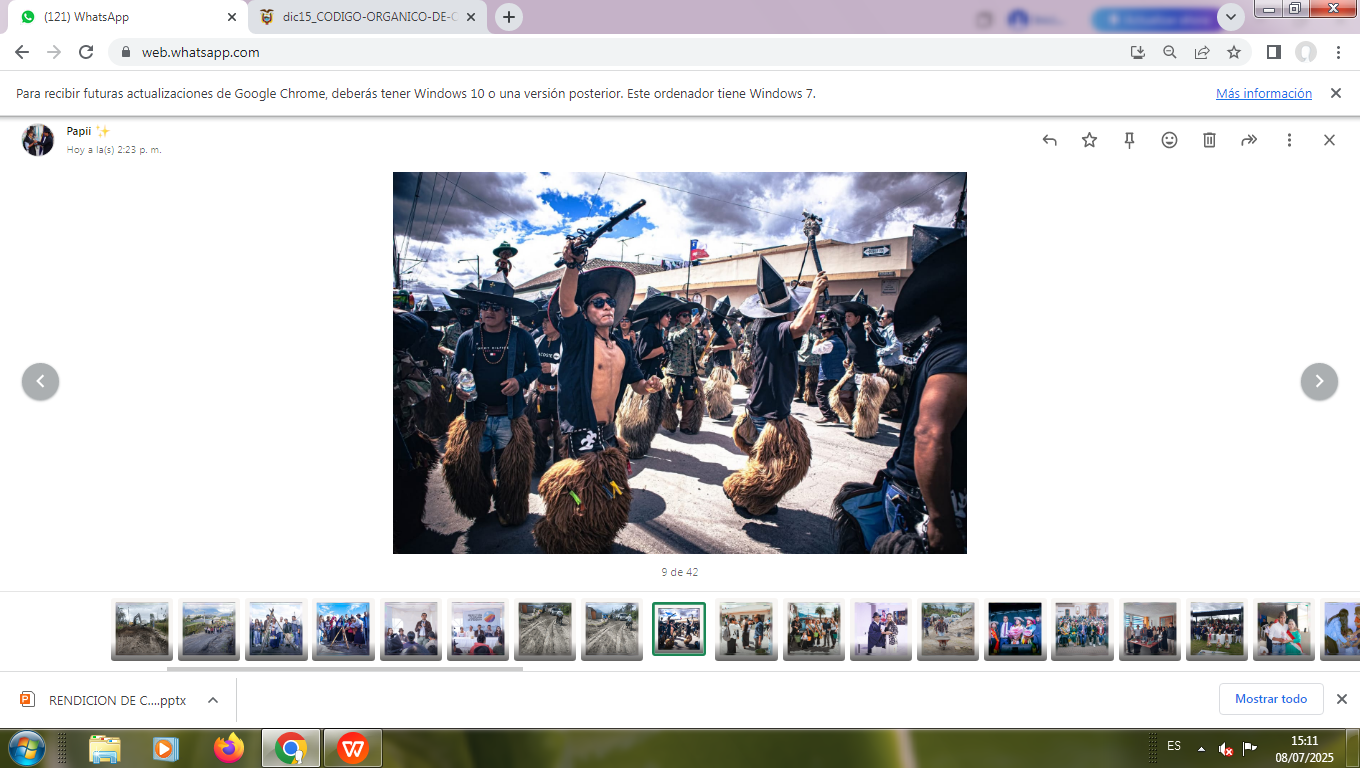 (121) WhatsApp
dic15_CODIGO-ORGANICO-DE-C
web.whatsapp.com
Para recibir futuras actualizaciones de Google Chrome, deberás tener Windows 10 o una versión posterior. Este ordenador tiene Windows 7.
Más información
Papii ✨
Hoy a la(s) 2:23 p. m.
9 de 42
RENDICION DE C....pptx
Mostrar todo
ES
15:11
08/07/2025